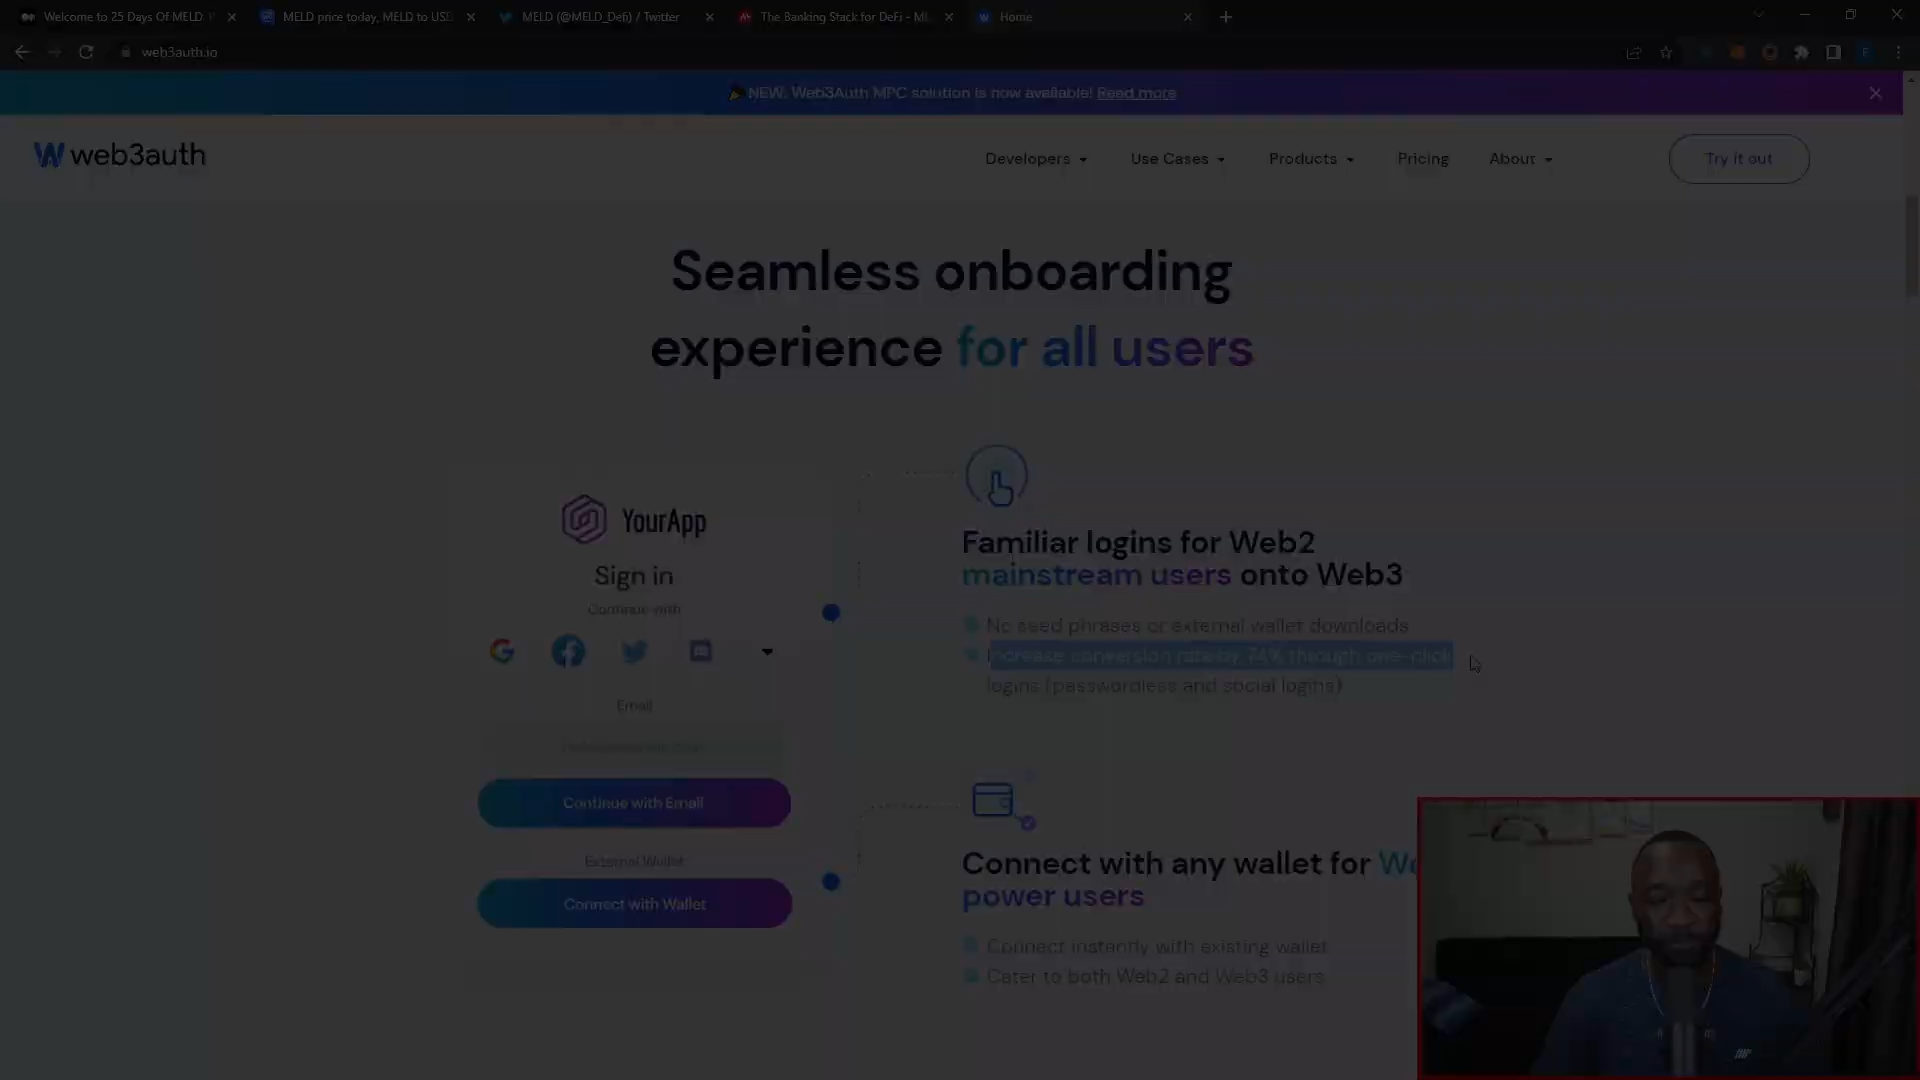 Welcome to 25 Days Of MELD:
MELD price today, MELD to USD
MELD (@MELD_Defi) / Twitter
The Banking Stack for DeFi - ME
Home
web3auth.io
NEW: Web3Auth MPC solution is now available! Read more
web3auth
Developers
Use Cases
Products
Pricing
About
Try it out
Seamless onboarding
experience for all users
YourApp
Sign in
Continue with
Email
Continue with Email
External Wallet
Connect with Wallet
Familiar logins for Web2
mainstream users onto Web3
No seed phrases or external wallet downloads
Increase conversion rate by 74% through one-click
logins (passwordless and social logins)
Connect with any wallet for We
power users
Connect instantly with existing wallet
Cater to both Web2 and Web3 users